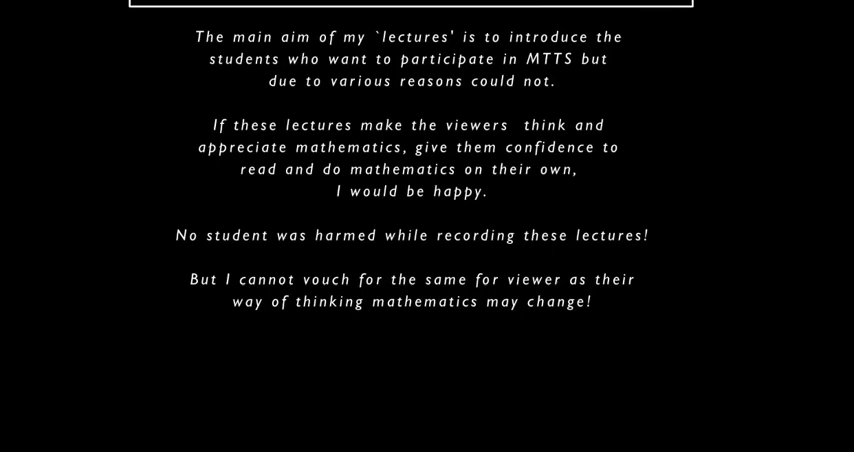 The main aim of my `lectures' is to introduce the
students who want to participate in MTTS but
due to various reasons could not.
If these lectures make the viewers think and
appreciate mathematics, give them confidence to
read and do mathematics on their own,
I would be happy.
No student was harmed while recording these lectures!
But I cannot vouch for the same for viewer as their
way of thinking mathematics may change!